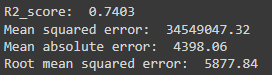 R2_score:  0.7403
Mean squared error:  34549047.32
Mean absolute error:  4398.06
Root mean squared error:  5877.84